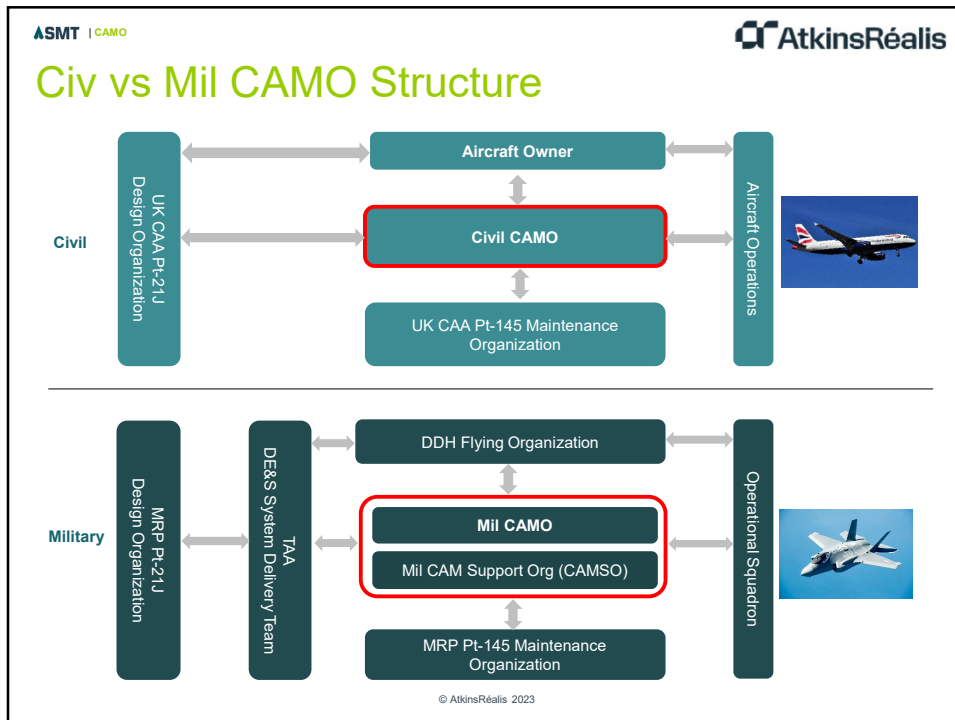 ASMT | CAMO
AtkinsRéalis
Civ vs Mil CAMO Structure
Civil
UK CAA Pt-21J
Design Organization
Aircraft Owner
Civil CAMO
UK CAA Pt-145 Maintenance
Organization
Aircraft Operations
Military
MRP Pt-21J
Design Organization
TAA
DE&S System Delivery Team
DDH Flying Organization
Mil CAMO
Mil CAM Support Org (CAMSO)
MRP Pt-145 Maintenance
Organization
Operational Squadron
© AtkinsRéalis 2023